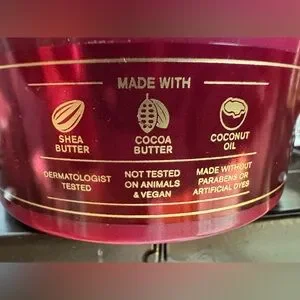 MADE WITH
SHEA
BUTTER
COCOA
BUTTER
COCONUT
OIL
DERMATOLOGIST
TESTED
NOT TESTED
ON ANIMALS
& VEGAN
MADE WITHOUT
PARABENS OR
ARTIFICIAL DYES